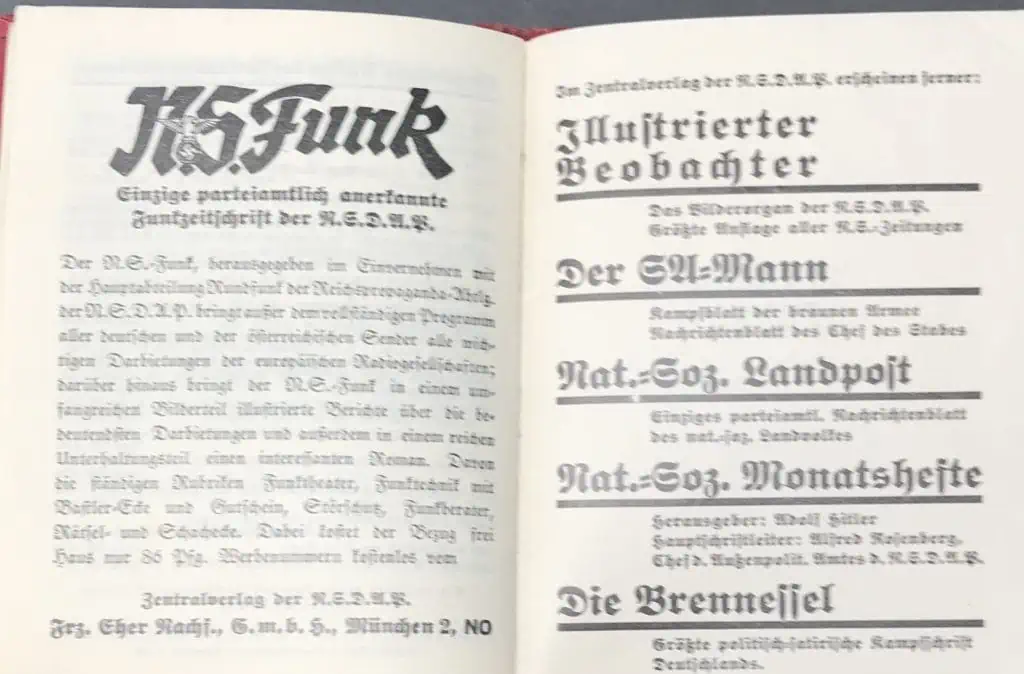 N.S. Funk
Einzige parteiamtlich anerkannte
Funkzeitschrift der N.S.D.A.P.
Der N.S.-Funk, herausgegeben im Einvernehmen mit
der Hauptabteilung Rundfunk der Reichspropaganda-Abtlg.
der N.S.D.A.P. bringt außer dem vollständigen Programm
aller deutschen und der österreichischen Sender alle wich-
tigen Darbietungen der europäischen Radiogesellschaften;
darüber hinaus bringt der N.S.-Funk in einem um-
fangreichen Bilderteil illustrierte Berichte über die be-
deutendsten Darbietungen und außerdem in einem reichen
Unterhaltungsteil einen interessanten Roman. Davon
die ständigen Rubriken Funktheater, Funktechnik mit
Bastler-Ecke und Gutschein, Störschutz, Funkberater,
Rätsel- und Schachecke. Dabei kostet der Bezug frei
Haus nur 86 Pfg. Werbenummern kostenlos vom
Zentralverlag der N.S.D.A.P.
Frz. Eher Nachf., G.m.b.H., München 2, NO
Im Zentralverlag der N.S.D.A.P. erscheinen ferner:
Illustrierter
Beobachter
Das Bilderorgan der N.S.D.A.P.
Größte Auflage aller N.S.-Zeitungen
Der SA-Mann
Kampfblatt der braunen Armee
Nachrichtenblatt des Chef des Stabes
Nat.-Soz. Landpost
Einziges parteiamtl. Nachrichtenblatt
des nat.-soz. Landvolkes
Nat.-Soz. Monatshefte
Herausgeber: Adolf Hitler
Hauptschriftleiter: Alfred Rosenberg,
Chef d. Außenpolit. Amtes d. N.S.D.A.P.
Die Brennessel
Größte politisch-satirische Kampfschrift
Deutschlands.